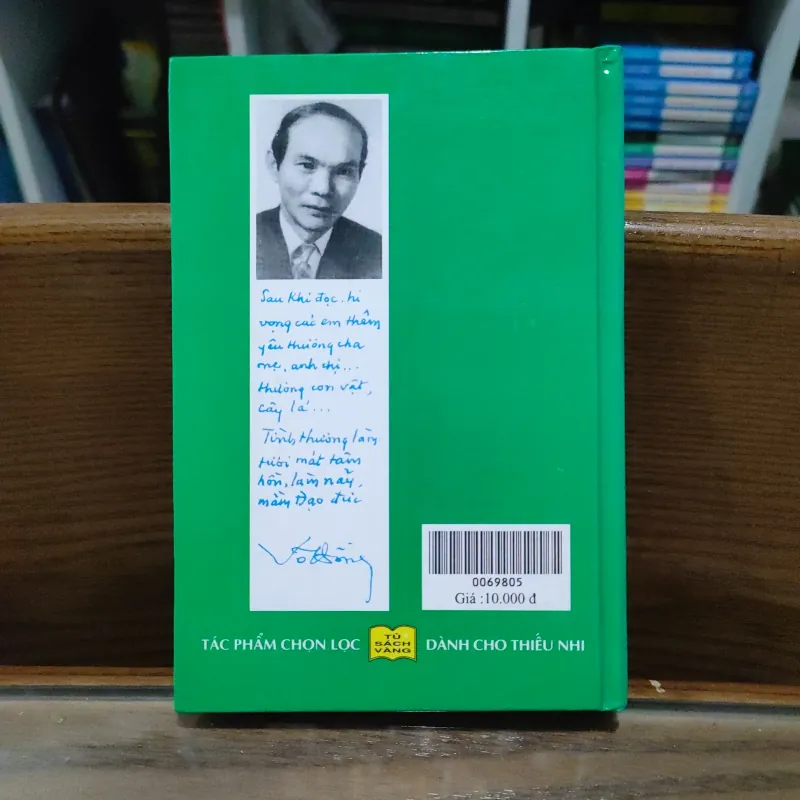 Sau khi đọc, hi
vọng các em thêm
yêu thương cha
mẹ, anh chị...
thương con vật,
cây lá...
Tình thương làm
tươi mát tâm
hồn, làm nảy
mầm Đạo đức
Võ Hồng
0069805
Giá :10.000 đ
TÁC PHẨM CHỌN LỌC
TỦ
SÁCH
VÀNG
DÀNH CHO THIẾU NHI